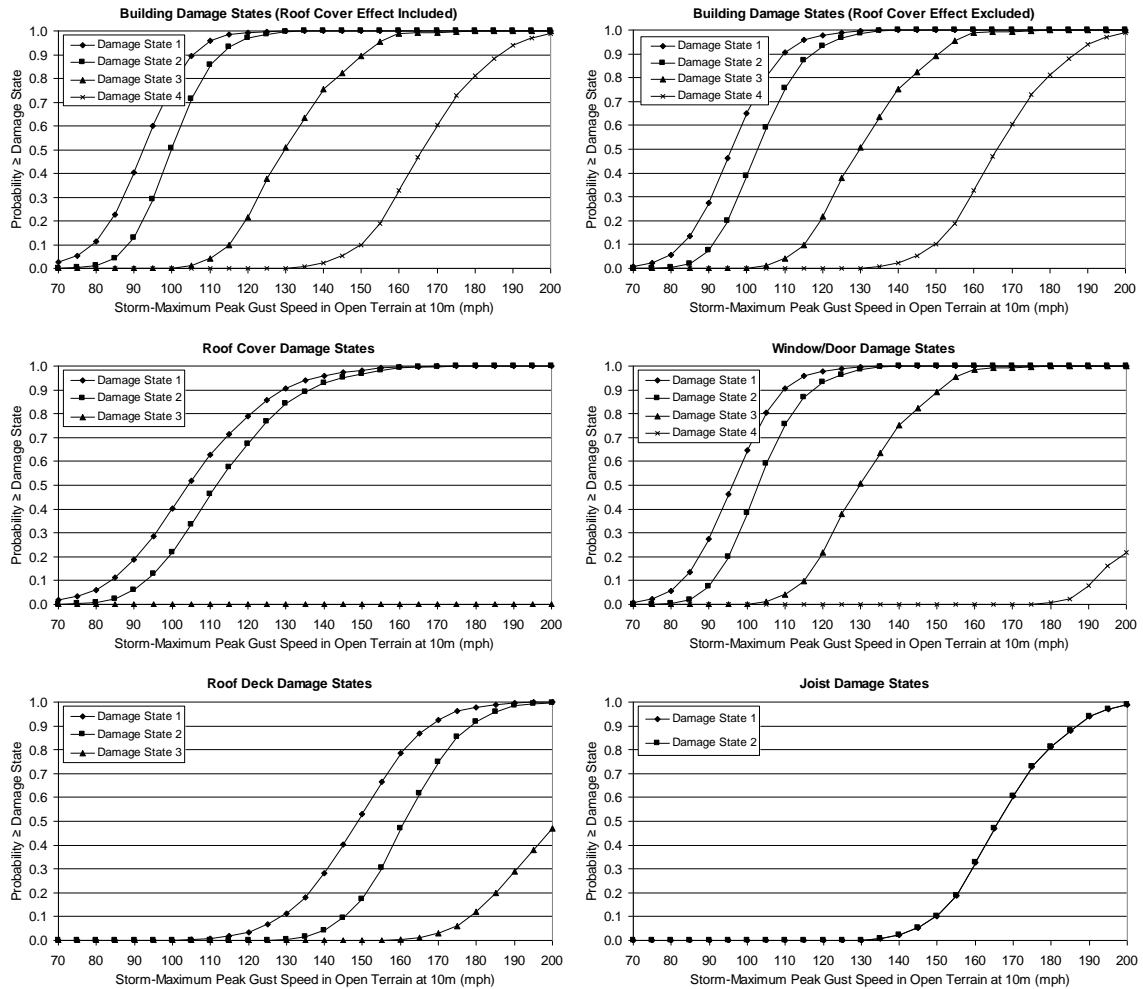 Building Damage States (Roof Cover Effect Included)
Probability ≥ Damage State
1.0
0.9
0.8
0.7
0.6
0.5
0.4
0.3
0.2
0.1
0.0
Damage State 1
Damage State 2
Damage State 3
Damage State 4
70 80 90 100 110 120 130 140 150 160 170 180 190 200
Storm-Maximum Peak Gust Speed in Open Terrain at 10m (mph)
Building Damage States (Roof Cover Effect Excluded)
Probability ≥ Damage State
1.0
0.9
0.8
0.7
0.6
0.5
0.4
0.3
0.2
0.1
0.0
Damage State 1
Damage State 2
Damage State 3
Damage State 4
70 80 90 100 110 120 130 140 150 160 170 180 190 200
Storm-Maximum Peak Gust Speed in Open Terrain at 10m (mph)
Roof Cover Damage States
Probability ≥ Damage State
1.0
0.9
0.8
0.7
0.6
0.5
0.4
0.3
0.2
0.1
0.0
Damage State 1
Damage State 2
Damage State 3
70 80 90 100 110 120 130 140 150 160 170 180 190 200
Storm-Maximum Peak Gust Speed in Open Terrain at 10m (mph)
Window/Door Damage States
Probability ≥ Damage State
1.0
0.9
0.8
0.7
0.6
0.5
0.4
0.3
0.2
0.1
0.0
Damage State 1
Damage State 2
Damage State 3
Damage State 4
70 80 90 100 110 120 130 140 150 160 170 180 190 200
Storm-Maximum Peak Gust Speed in Open Terrain at 10m (mph)
Roof Deck Damage States
Probability ≥ Damage State
1.0
0.9
0.8
0.7
0.6
0.5
0.4
0.3
0.2
0.1
0.0
Damage State 1
Damage State 2
Damage State 3
70 80 90 100 110 120 130 140 150 160 170 180 190 200
Storm-Maximum Peak Gust Speed in Open Terrain at 10m (mph)
Joist Damage States
Probability ≥ Damage State
1.0
0.9
0.8
0.7
0.6
0.5
0.4
0.3
0.2
0.1
0.0
Damage State 1
Damage State 2
70 80 90 100 110 120 130 140 150 160 170 180 190 200
Storm-Maximum Peak Gust Speed in Open Terrain at 10m (mph)